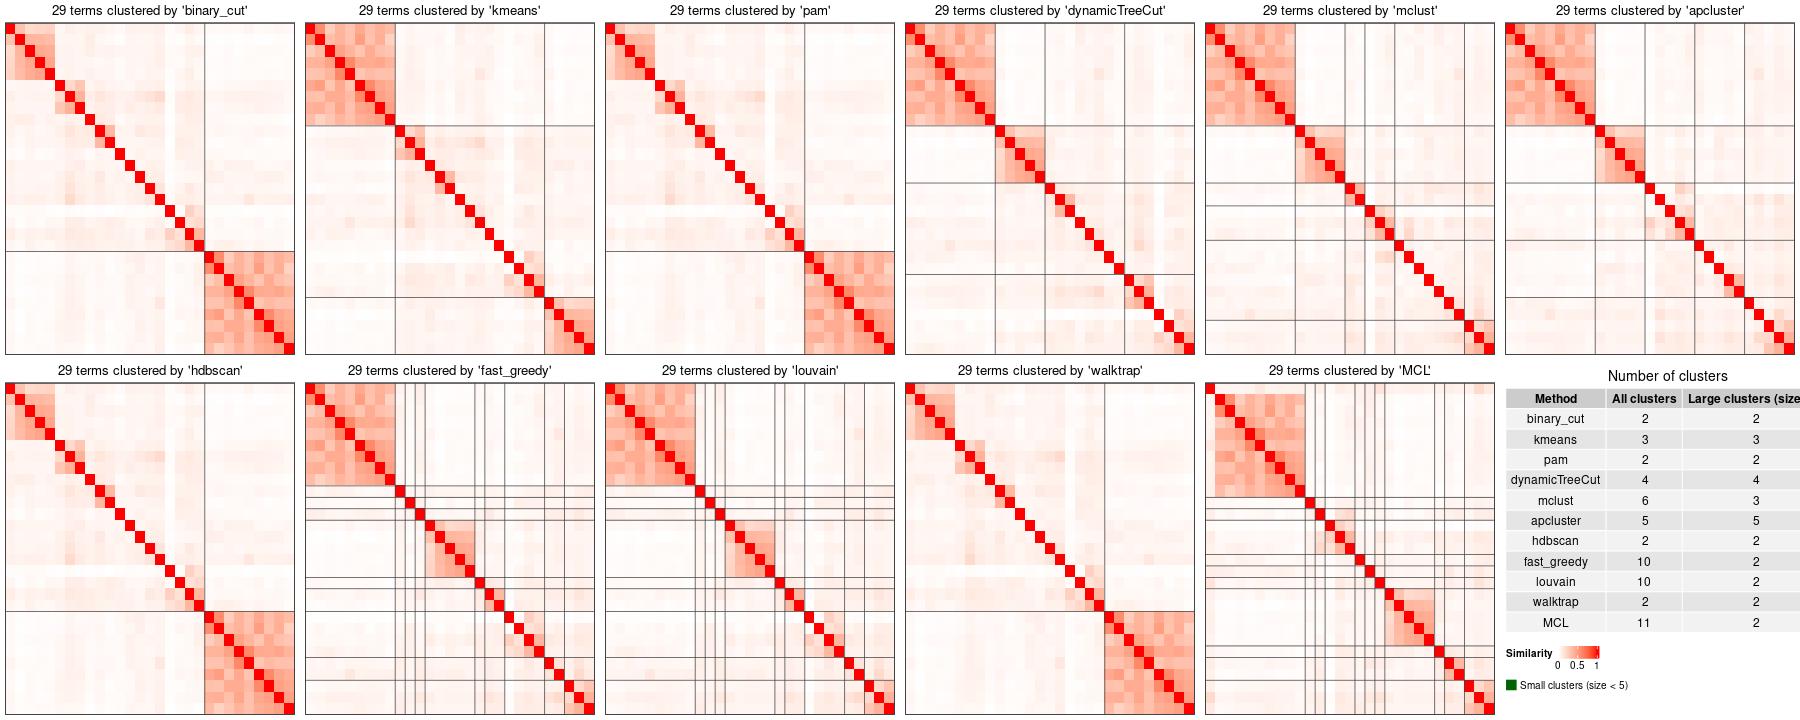 29 terms clustered by 'binary_cut'
29 terms clustered by 'kmeans'
29 terms clustered by 'pam'
29 terms clustered by 'dynamicTreeCut'
29 terms clustered by 'mclust'
29 terms clustered by 'apcluster'
29 terms clustered by 'hdbscan'
29 terms clustered by 'fast_greedy'
29 terms clustered by 'louvain'
29 terms clustered by 'walktrap'
29 terms clustered by 'MCL'
Number of clusters
Method All clusters Large clusters (size
binary_cut 2 2
kmeans 3 3
pam 2 2
dynamicTreeCut 4 4
mclust 6 3
apcluster 5 5
hdbscan 2 2
fast_greedy 10 2
louvain 10 2
walktrap 2 2
MCL 11 2
Similarity
0 0.5 1
Small clusters (size < 5)